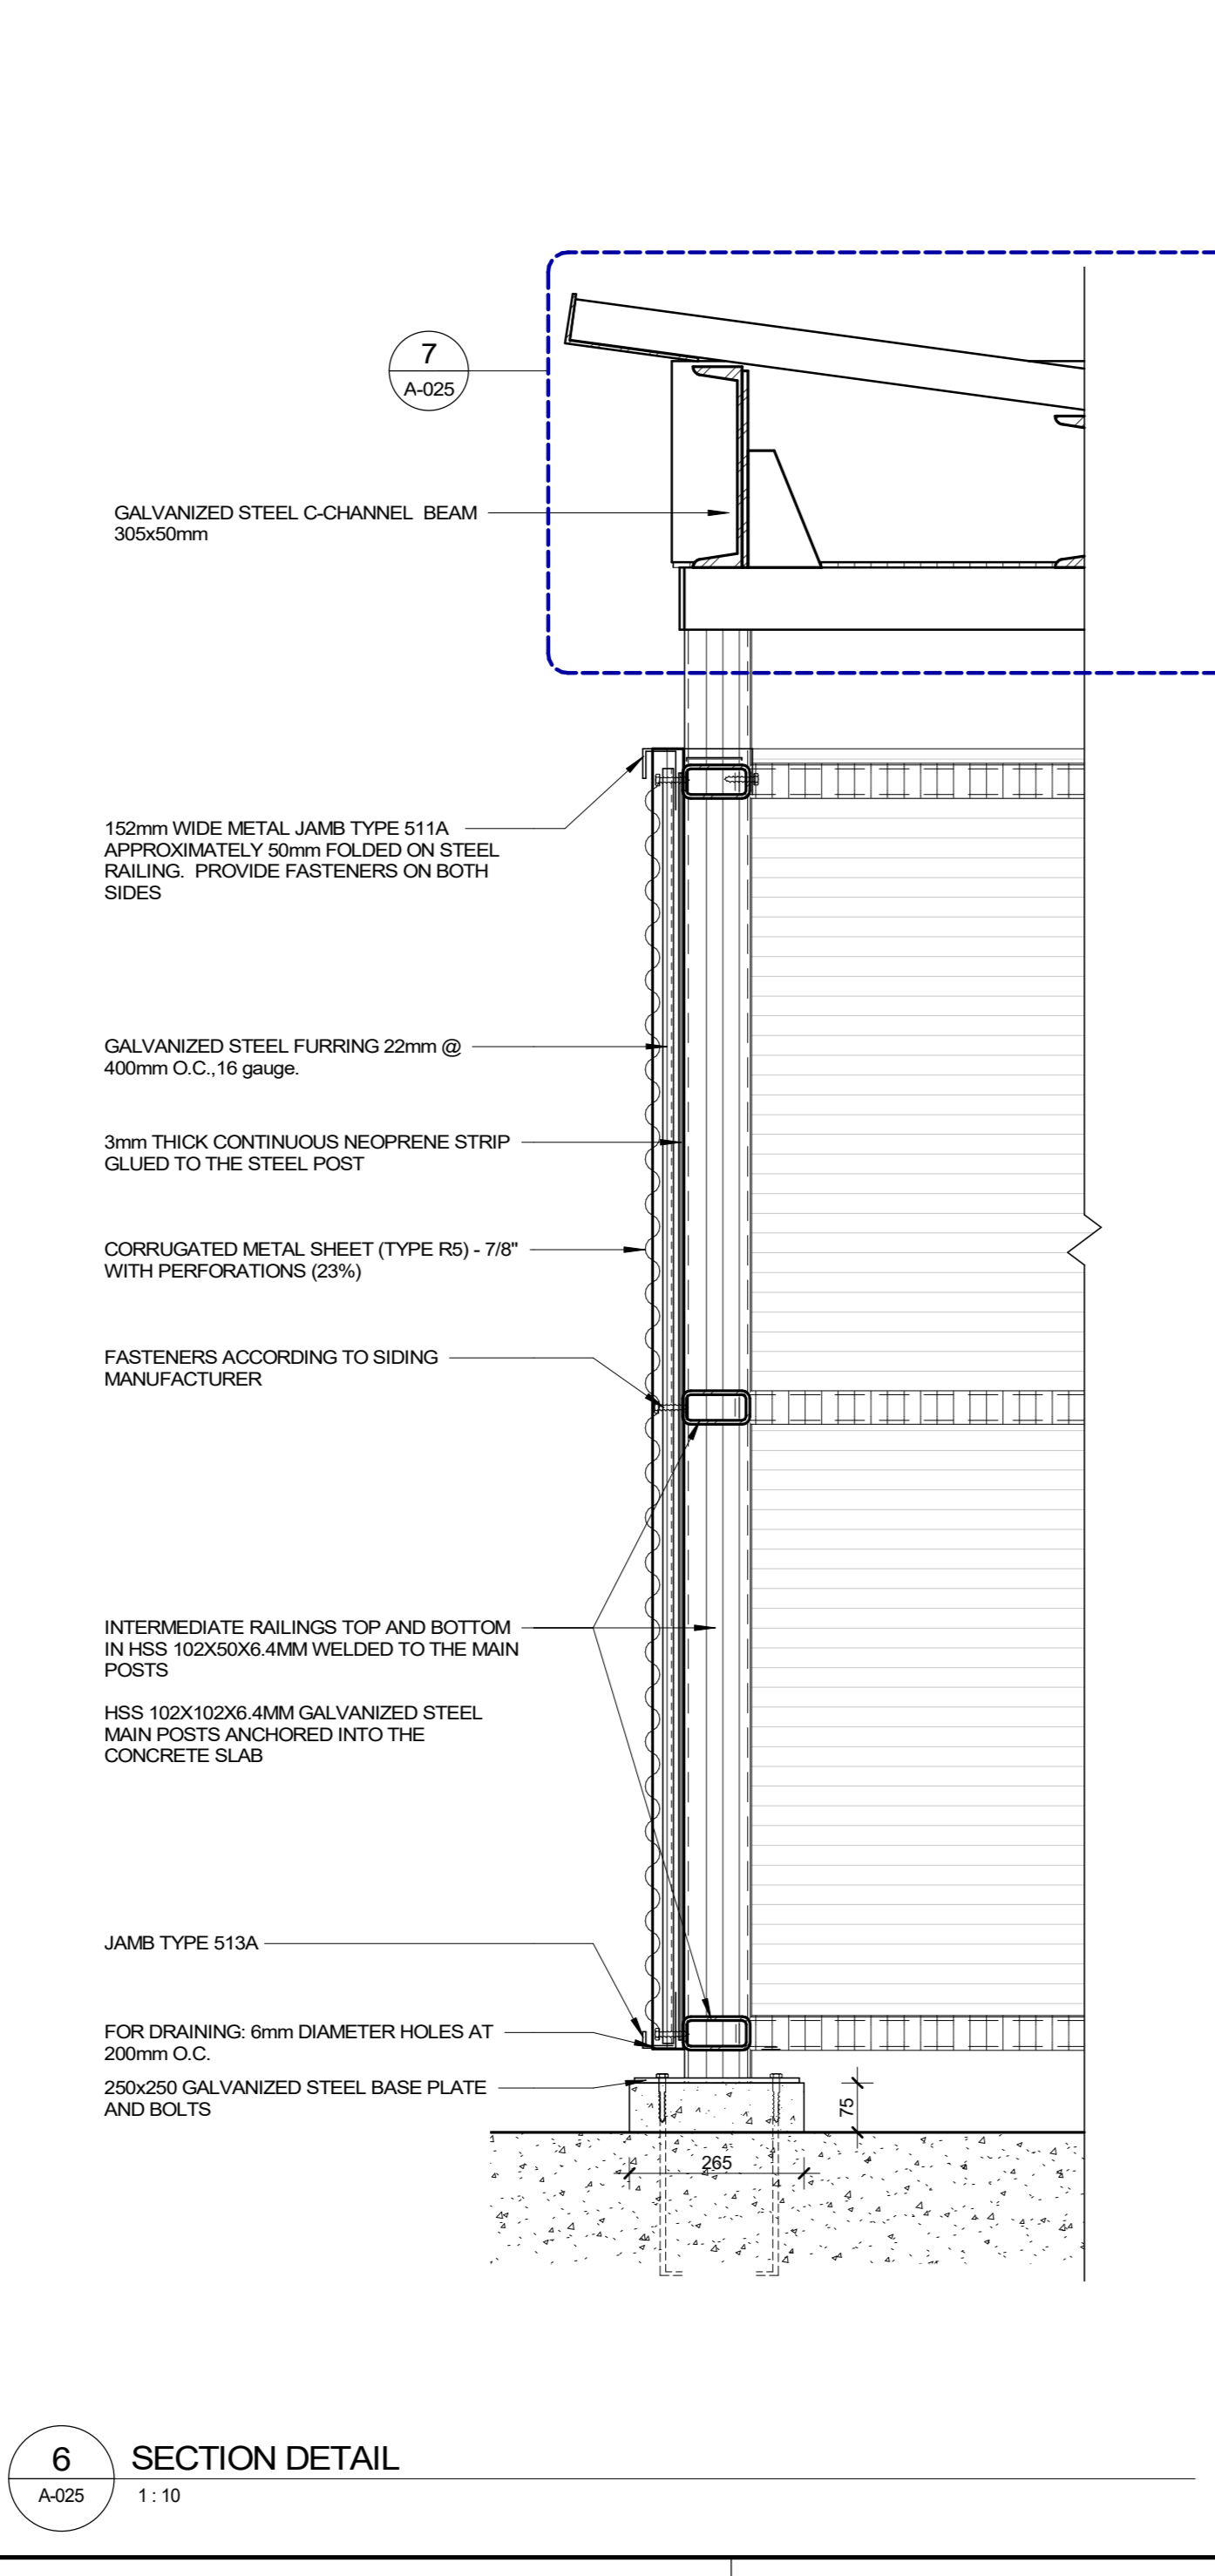 7
A-025
GALVANIZED STEEL C-CHANNEL BEAM
305x50mm
152mm WIDE METAL JAMB TYPE 511A
APPROXIMATELY 50mm FOLDED ON STEEL
RAILING. PROVIDE FASTENERS ON BOTH
SIDES
GALVANIZED STEEL FURRING 22mm @
400mm O.C.,16 gauge.
3mm THICK CONTINUOUS NEOPRENE STRIP
GLUED TO THE STEEL POST
CORRUGATED METAL SHEET (TYPE R5) - 7/8"
WITH PERFORATIONS (23%)
FASTENERS ACCORDING TO SIDING
MANUFACTURER
INTERMEDIATE RAILINGS TOP AND BOTTOM
IN HSS 102X50X6.4MM WELDED TO THE MAIN
POSTS
HSS 102X102X6.4MM GALVANIZED STEEL
MAIN POSTS ANCHORED INTO THE
CONCRETE SLAB
JAMB TYPE 513A
FOR DRAINING: 6mm DIAMETER HOLES AT
200mm O.C.
250x250 GALVANIZED STEEL BASE PLATE
AND BOLTS
75
265
6
A-025
SECTION DETAIL
1 : 10